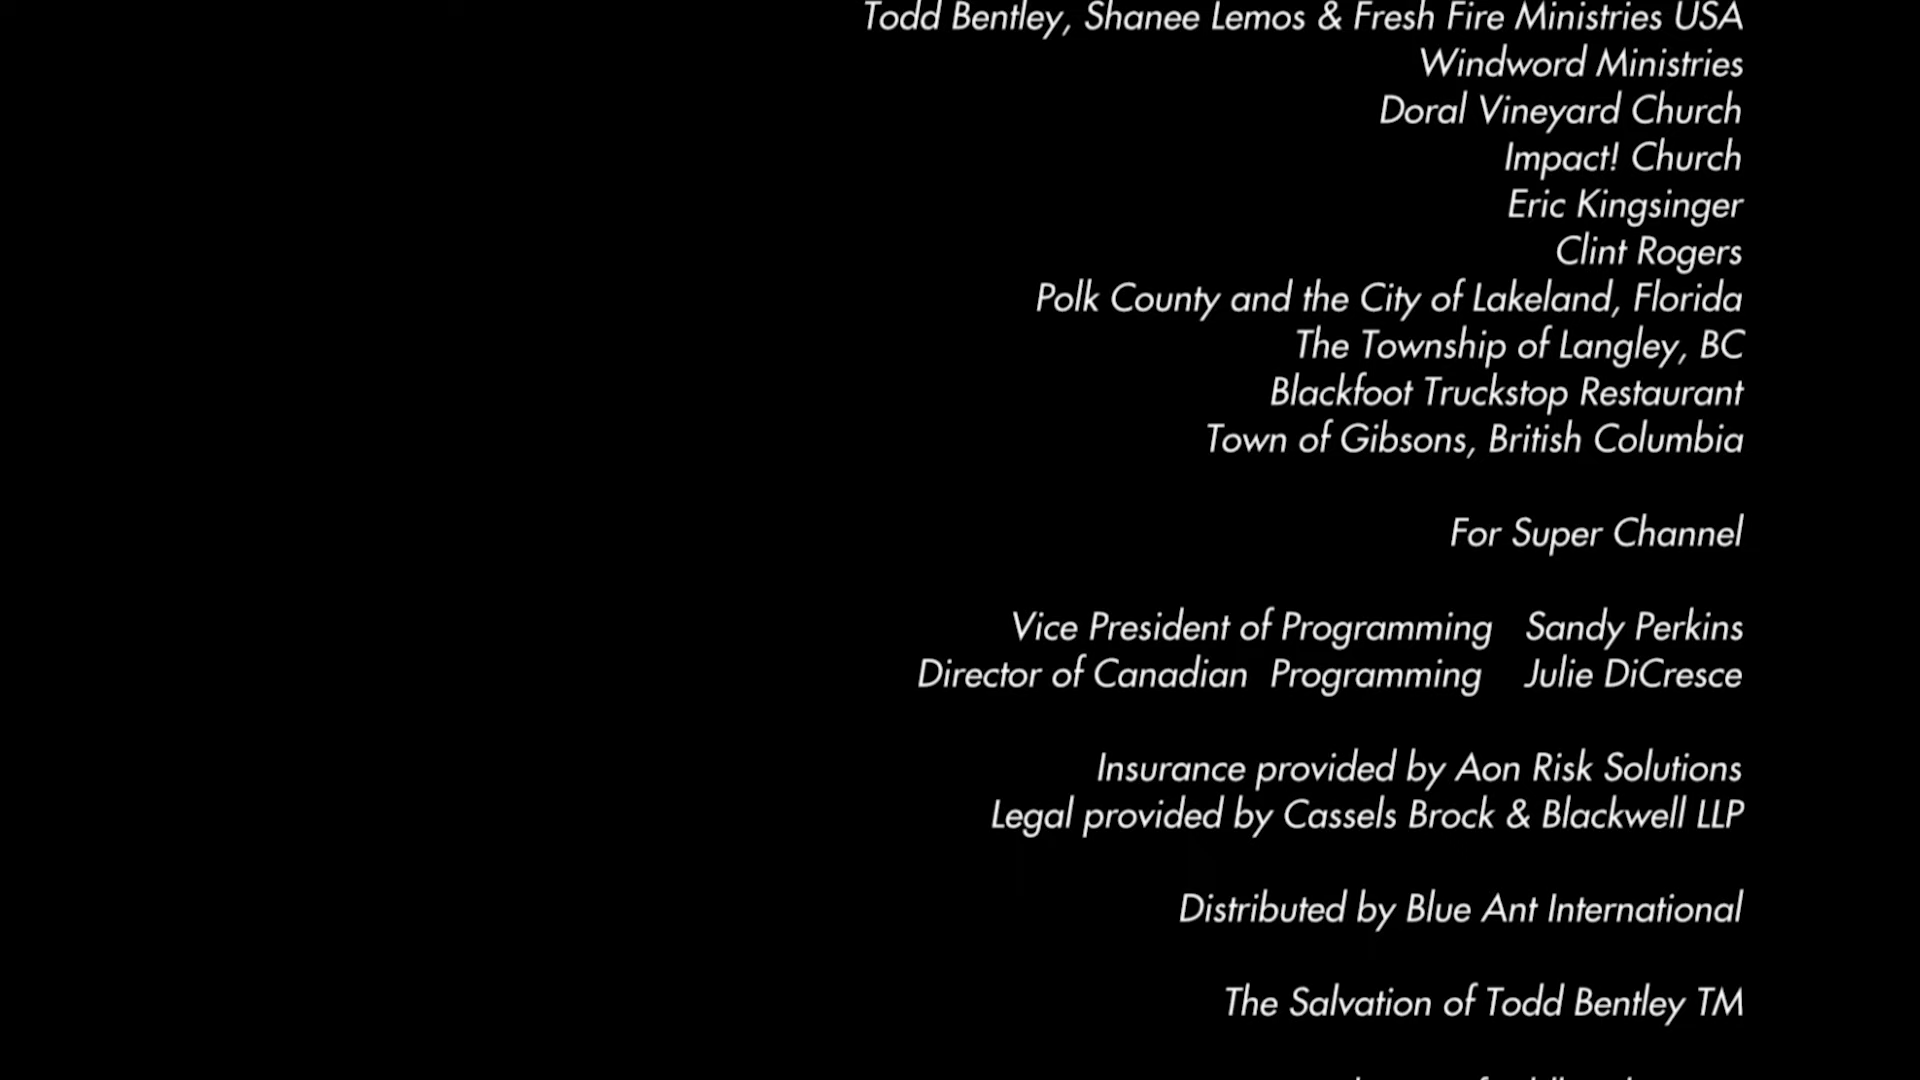 Todd Bentley, Shanee Lemos & Fresh Fire Ministries USA
Windword Ministries
Doral Vineyard Church
Impact! Church
Eric Kingsinger
Clint Rogers
Polk County and the City of Lakeland, Florida
The Township of Langley, BC
Blackfoot Truckstop Restaurant
Town of Gibsons, British Columbia
For Super Channel
Vice President of Programming Sandy Perkins
Director of Canadian Programming Julie DiCresce
Insurance provided by Aon Risk Solutions
Legal provided by Cassels Brock & Blackwell LLP
Distributed by Blue Ant International
The Salvation of Todd Bentley TM